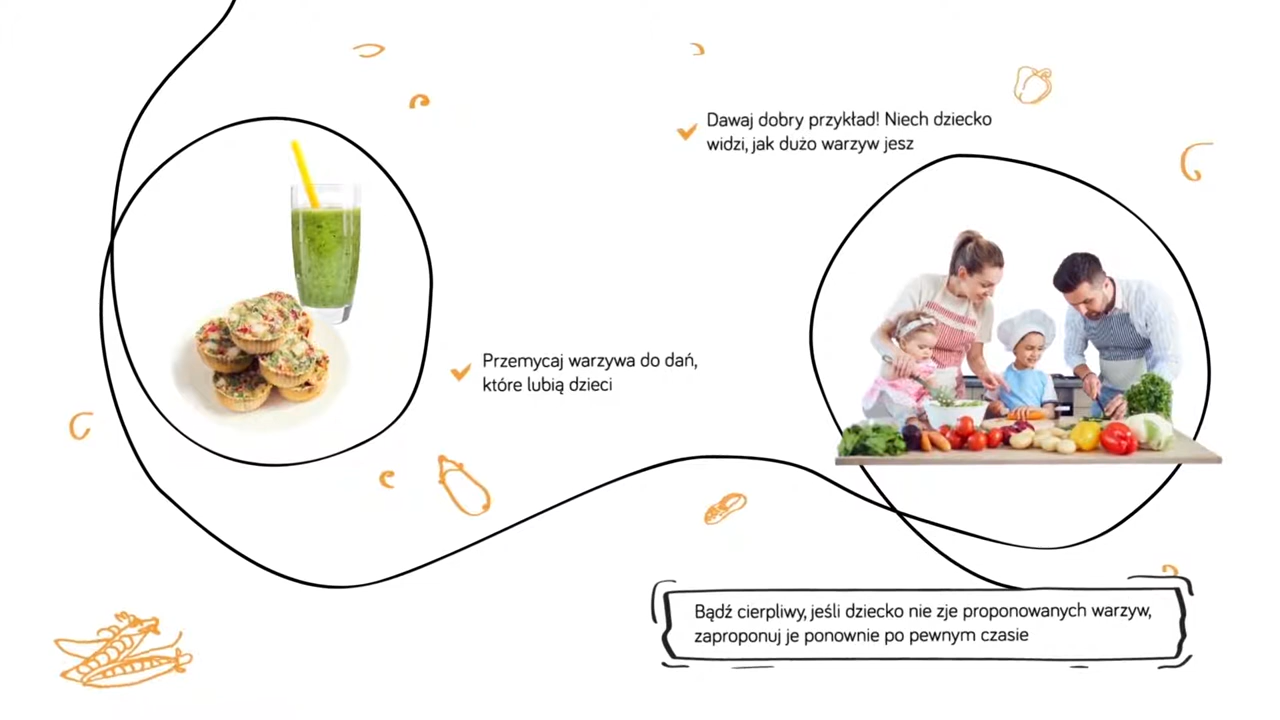 Dawaj dobry przykład! Niech dziecko
widzi, jak dużo warzyw jesz
Przemycaj warzywa do dań,
które lubią dzieci
Bądź cierpliwy, jeśli dziecko nie zje proponowanych warzyw,
zaproponuj je ponownie po pewnym czasie